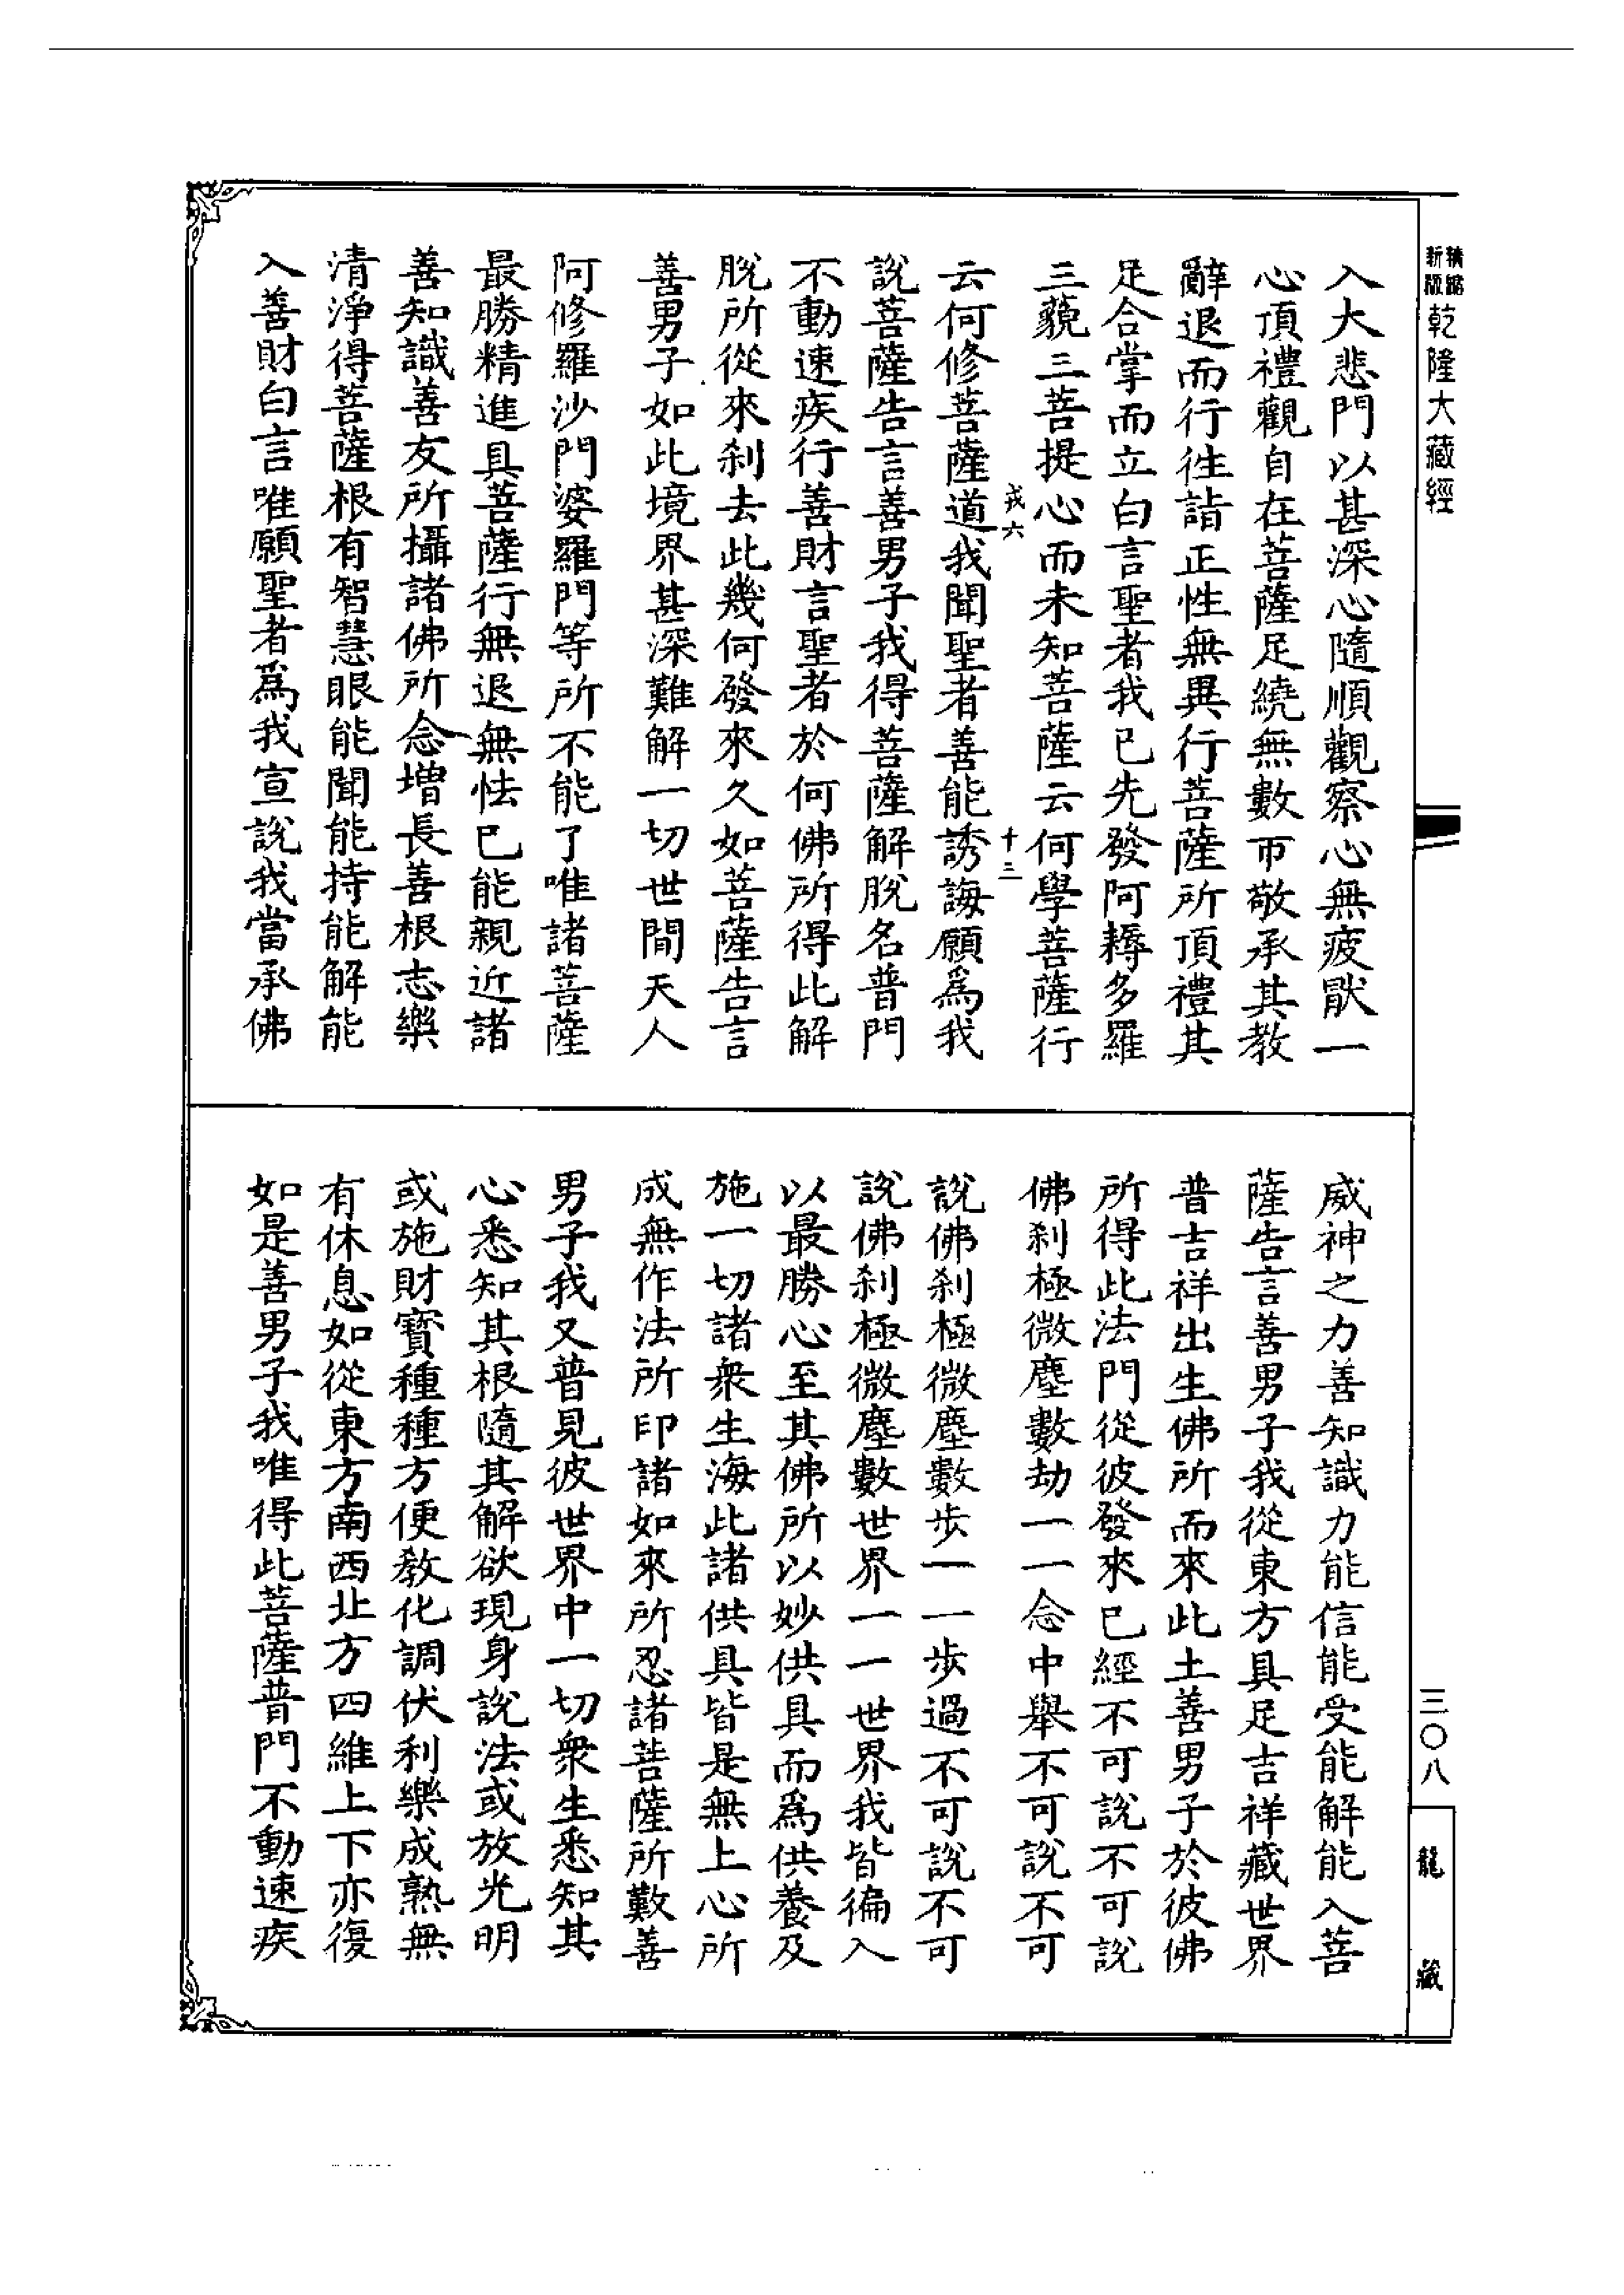 新版
精縮
乾隆大藏經
入大悲門以甚深心隨順觀察心無疲厭一
心頂禮觀自在菩薩足繞無數帀敬承其教
辭退而行往詣正性無異行菩薩所頂禮其
足合掌而立白言聖者我已先發阿耨多羅
三藐三菩提心而未知菩薩云何學菩薩行
戎六
十三
云何修菩薩道我聞聖者善能誘誨願爲我
說菩薩告言善男子我得菩薩解脫名普門
不動速疾行善財言聖者於何佛所得此解
脫所從來刹去此幾何發來久如菩薩告言
善男子如此境界甚深難解一切世間天人
阿修羅沙門婆羅門等所不能了唯諸菩薩
最勝精進具菩薩行無退無怯已能親近諸
善知識善友所攝諸佛所念增長善根志樂
清淨得菩薩根有智慧眼能聞能持能解能
入善財白言唯願聖者爲我宣說我當承佛
威神之力善知識力能信能受能解能入菩
薩告言善男子我從東方具足吉祥藏世界
普吉祥出生佛所而來此土善男子於彼佛
所得此法門從彼發來已經不可說不可說
佛刹極微塵數劫一一念中舉不可說不可
說佛刹極微塵數步一一步過不可說不可
說佛刹極微塵數世界一一世界我皆徧入
以最勝心至其佛所以妙供具而爲供養及
施一切諸衆生海此諸供具皆是無上心所
成無作法所印諸如來所忍諸菩薩所歎善
男子我又普見彼世界中一切衆生悉知其
心悉知其根隨其解欲現身說法或放光明
或施財寶種種方便教化調伏利樂成熟無
有休息如從東方南西北方四維上下亦復
如是善男子我唯得此菩薩普門不動速疾
三〇八
龍藏